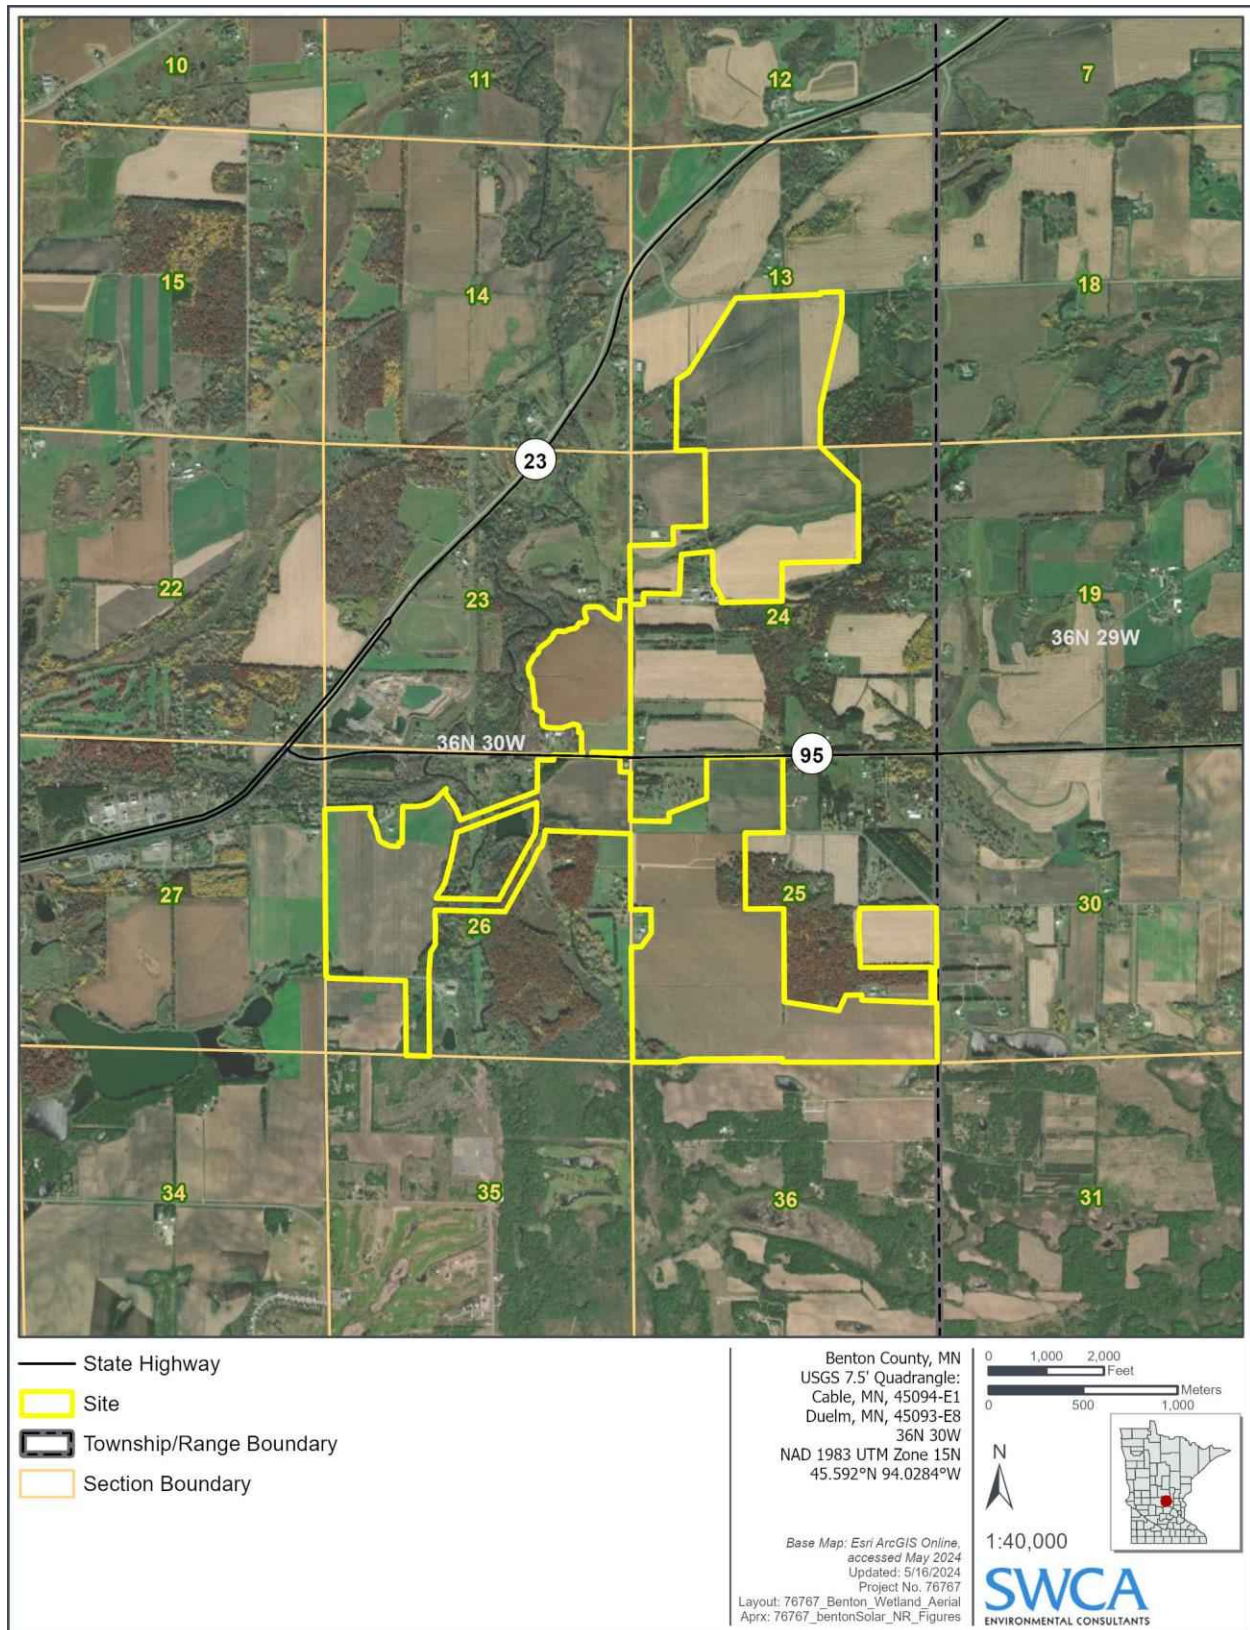 10
11
12
7
15
14
13
18
23
22
23
24
19
36N 29W
36N 30W
95
27
26
25
30
34
35
36
31
State Highway
Site
Township/Range Boundary
Section Boundary
Benton County, MN
USGS 7.5' Quadrangle:
Cable, MN, 45094-E1
Duelm, MN, 45093-E8
36N 30W
NAD 1983 UTM Zone 15N
45.592°N 94.0284°W
Base Map: Esri ArcGIS Online,
accessed May 2024
Updated: 5/16/2024
Project No. 76767
Layout: 76767_Benton_Wetland_Aerial
Aprx: 76767_bentonSolar_NR_Figures
0 1,000 2,000
Feet
Meters
0 500 1,000
N
1:40,000
SWCA
ENVIRONMENTAL CONSULTANTS